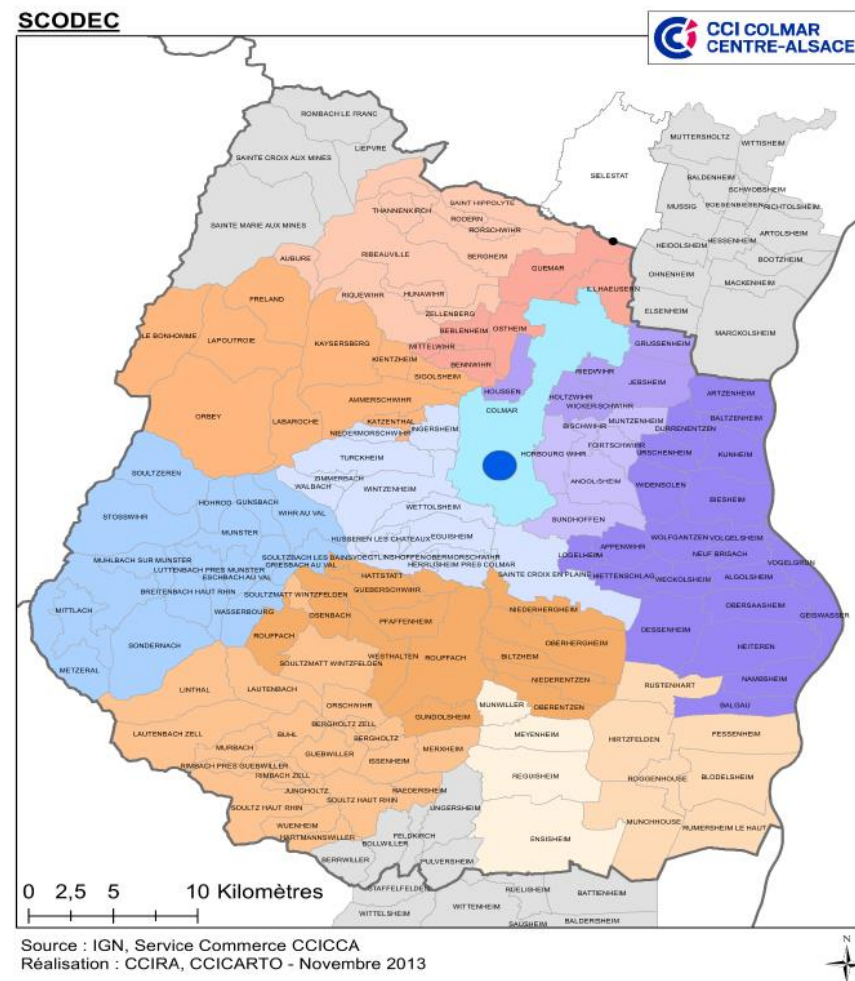 SCODEC
CCI COLMAR
CENTRE-ALSACE
ROMBACH LE FRANC
LIEPVRE
SAINTE CROIX AUX MINES
SAINTE MARIE AUX MINES
SELESTAT
MUTTERSHOLTZ
WITTISHEIM
BALDENHEIM
SCHWOBSHEIM
MUSSIG
BOESENBIESEN
RICHTOLSHEIM
ARTOLSHEIM
HEIDOLSHEIM
HESSENHEIM
BOOTZHEIM
OHNENHEIM
MACKENHEIM
ELSENHEIM
MARCKOLSHEIM
SAINT HIPPOLYTE
THANNENKIRCH
RODERN
RORSCHWIHR
RIBEAUVILLE
BERGHEIM
AUBURE
GUEMAR
ILLHAEUSERN
RIQUEWIHR
HUNAWIHR
ZELLENBERG
BEBLENHEIM
OSTHEIM
MITTELWIHR
BENNWIHR
FRELAND
LE BONHOMME
LAPOUTROIE
KAYSERSBERG
KIENTZHEIM
SIGOLSHEIM
ORBEY
LABAROCHE
AMMERSCHWIHR
KATZENTHAL
NIEDERMORSCHWIHR
INGERSHEIM
HOUSSEN
COLMAR
GRUSSENHEIM
RIEDWIHR
JEBSHEIM
HOLTZWIHR
WICKERSCHWIHR
MUNTZENHEIM
BISCHWIHR
FORTSCHWIHR
HORBOURG WIHR
ANDOLSHEIM
SUNDHOFFEN
ARTZENHEIM
BALTZENHEIM
DURRENENTZEN
URSCHENHEIM
KUNHEIM
WIDENSOLEN
BIESHEIM
WOLFGANTZEN
VOLGELSHEIM
APPENWIHR
LOGELHEIM
NEUF BRISACH
VOGELGRUN
HETTENSCHLAG
WECKOLSHEIM
ALGOLSHEIM
OBERSAASHEIM
GEISWASSER
DESSENHEIM
HEITEREN
NAMBSHEIM
BALGAU
TURCKHEIM
ZIMMERBACH
WALBACH
WINTZENHEIM
WETTOLSHEIM
EGUISHEIM
HUSSEREN LES CHATEAUX
VOEGTLINSHOFFEN
OBERMORSCHWIHR
HERRLISHEIM PRES COLMAR
SAINTE CROIX EN PLAINE
SOULTZEREN
STOSSWIHR
HOHROD
GUNSBACH
WIHR AU VAL
MUNSTER
SOULTZBACH LES BAINS
GRIESBACH AU VAL
MUHLBACH SUR MUNSTER
LUTTENBACH PRES MUNSTER
ESCHBACH AU VAL
BREITENBACH HAUT RHIN
WASSERBOURG
MITTLACH
SONDERNACH
METZERAL
HATTSTATT
GUEBERSCHWIHR
SOULTZMATT WINTZFELDEN
OSENBACH
PFAFFENHEIM
ROUFFACH
WESTHALTEN
ROUFFACH
SOULTZMATT WINTZFELDEN
GUNDOLSHEIM
NIEDERHERGHEIM
OBERHERGHEIM
BILTZHEIM
NIEDERENTZEN
OBERENTZEN
LINTHAL
LAUTENBACH
LAUTENBACH ZELL
ORSCHWIHR
BERGHOLTZ ZELL
BUHL
BERGHOLTZ
MURBACH
GUEBWILLER
ISSENHEIM
MERXHEIM
RIMBACH PRES GUEBWILLER
RIMBACH ZELL
JUNGHOLTZ
RAEDERSHEIM
SOULTZ HAUT RHIN
SOULTZ HAUT RHIN
WUENHEIM
HARTMANNSWILLER
MUNWILLER
MEYENHEIM
REGUISHEIM
ENSISHEIM
RUSTENHART
HIRTZFELDEN
FESSENHEIM
ROGGENHOUSE
BLODELSHEIM
MUNCHHOUSE
RUMERSHEIM LE HAUT
UNGERSHEIM
FELDKIRCH
BOLLWILLER
BERRWILLER
PULVERSHEIM
STAFFELFELDEN
WITTELSHEIM
WITTENHEIM
RUELISHEIM
BATTENHEIM
SAUSHEIM
BALDERSHEIM
0 2,5 5 10 Kilomètres
Source : IGN, Service Commerce CCICCA
Réalisation : CCIRA, CCICARTO - Novembre 2013
N